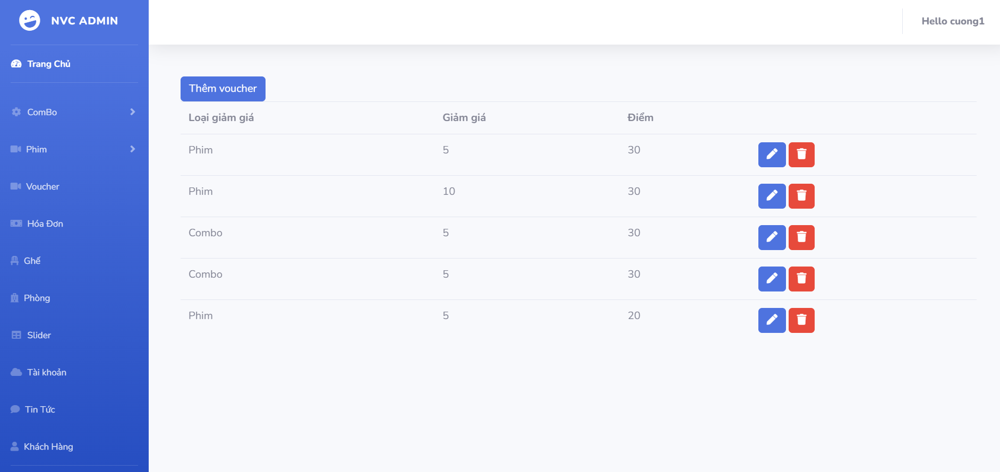 NVC ADMIN
Hello cuong1
Trang Chủ
ComBo
Phim
Voucher
Hóa Đơn
Ghế
Phòng
Slider
Tài khoản
Tin Tức
Khách Hàng
Thêm voucher
Loại giảm giá Giảm giá Điểm
Phim 5 30
Phim 10 30
Combo 5 30
Combo 5 30
Phim 5 20